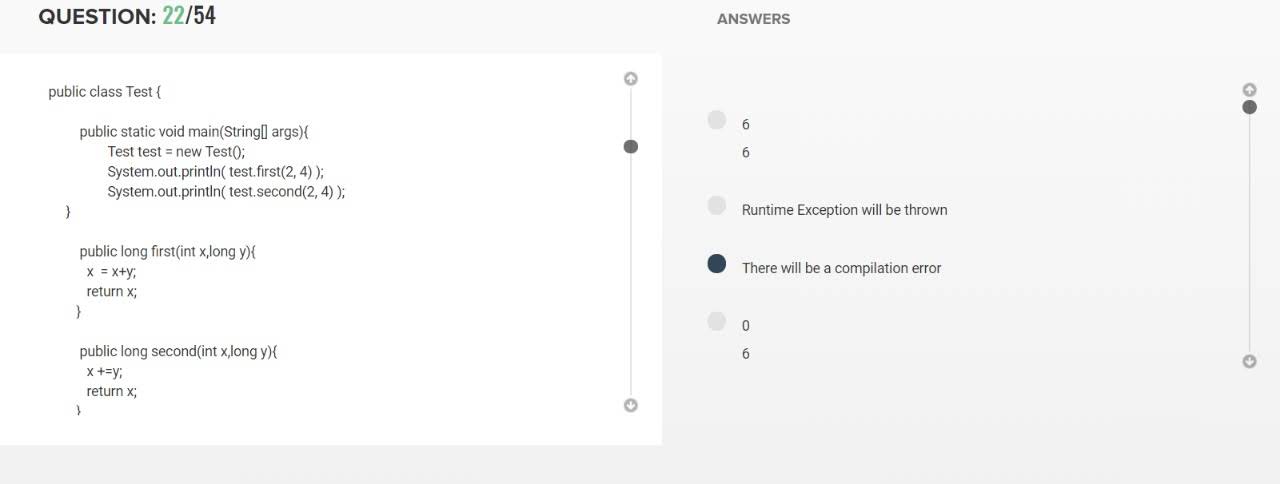 QUESTION: 22/54
public class Test {
public static void main(String[] args){
Test test = new Test();
System.out.println( test.first(2, 4) );
System.out.println( test.second(2, 4) );
}
public long first(int x,long y){
x = x+y;
return x;
}
public long second(int x,long y){
x +=y;
return x;
}
ANSWERS
6
6
Runtime Exception will be thrown
There will be a compilation error
0
6